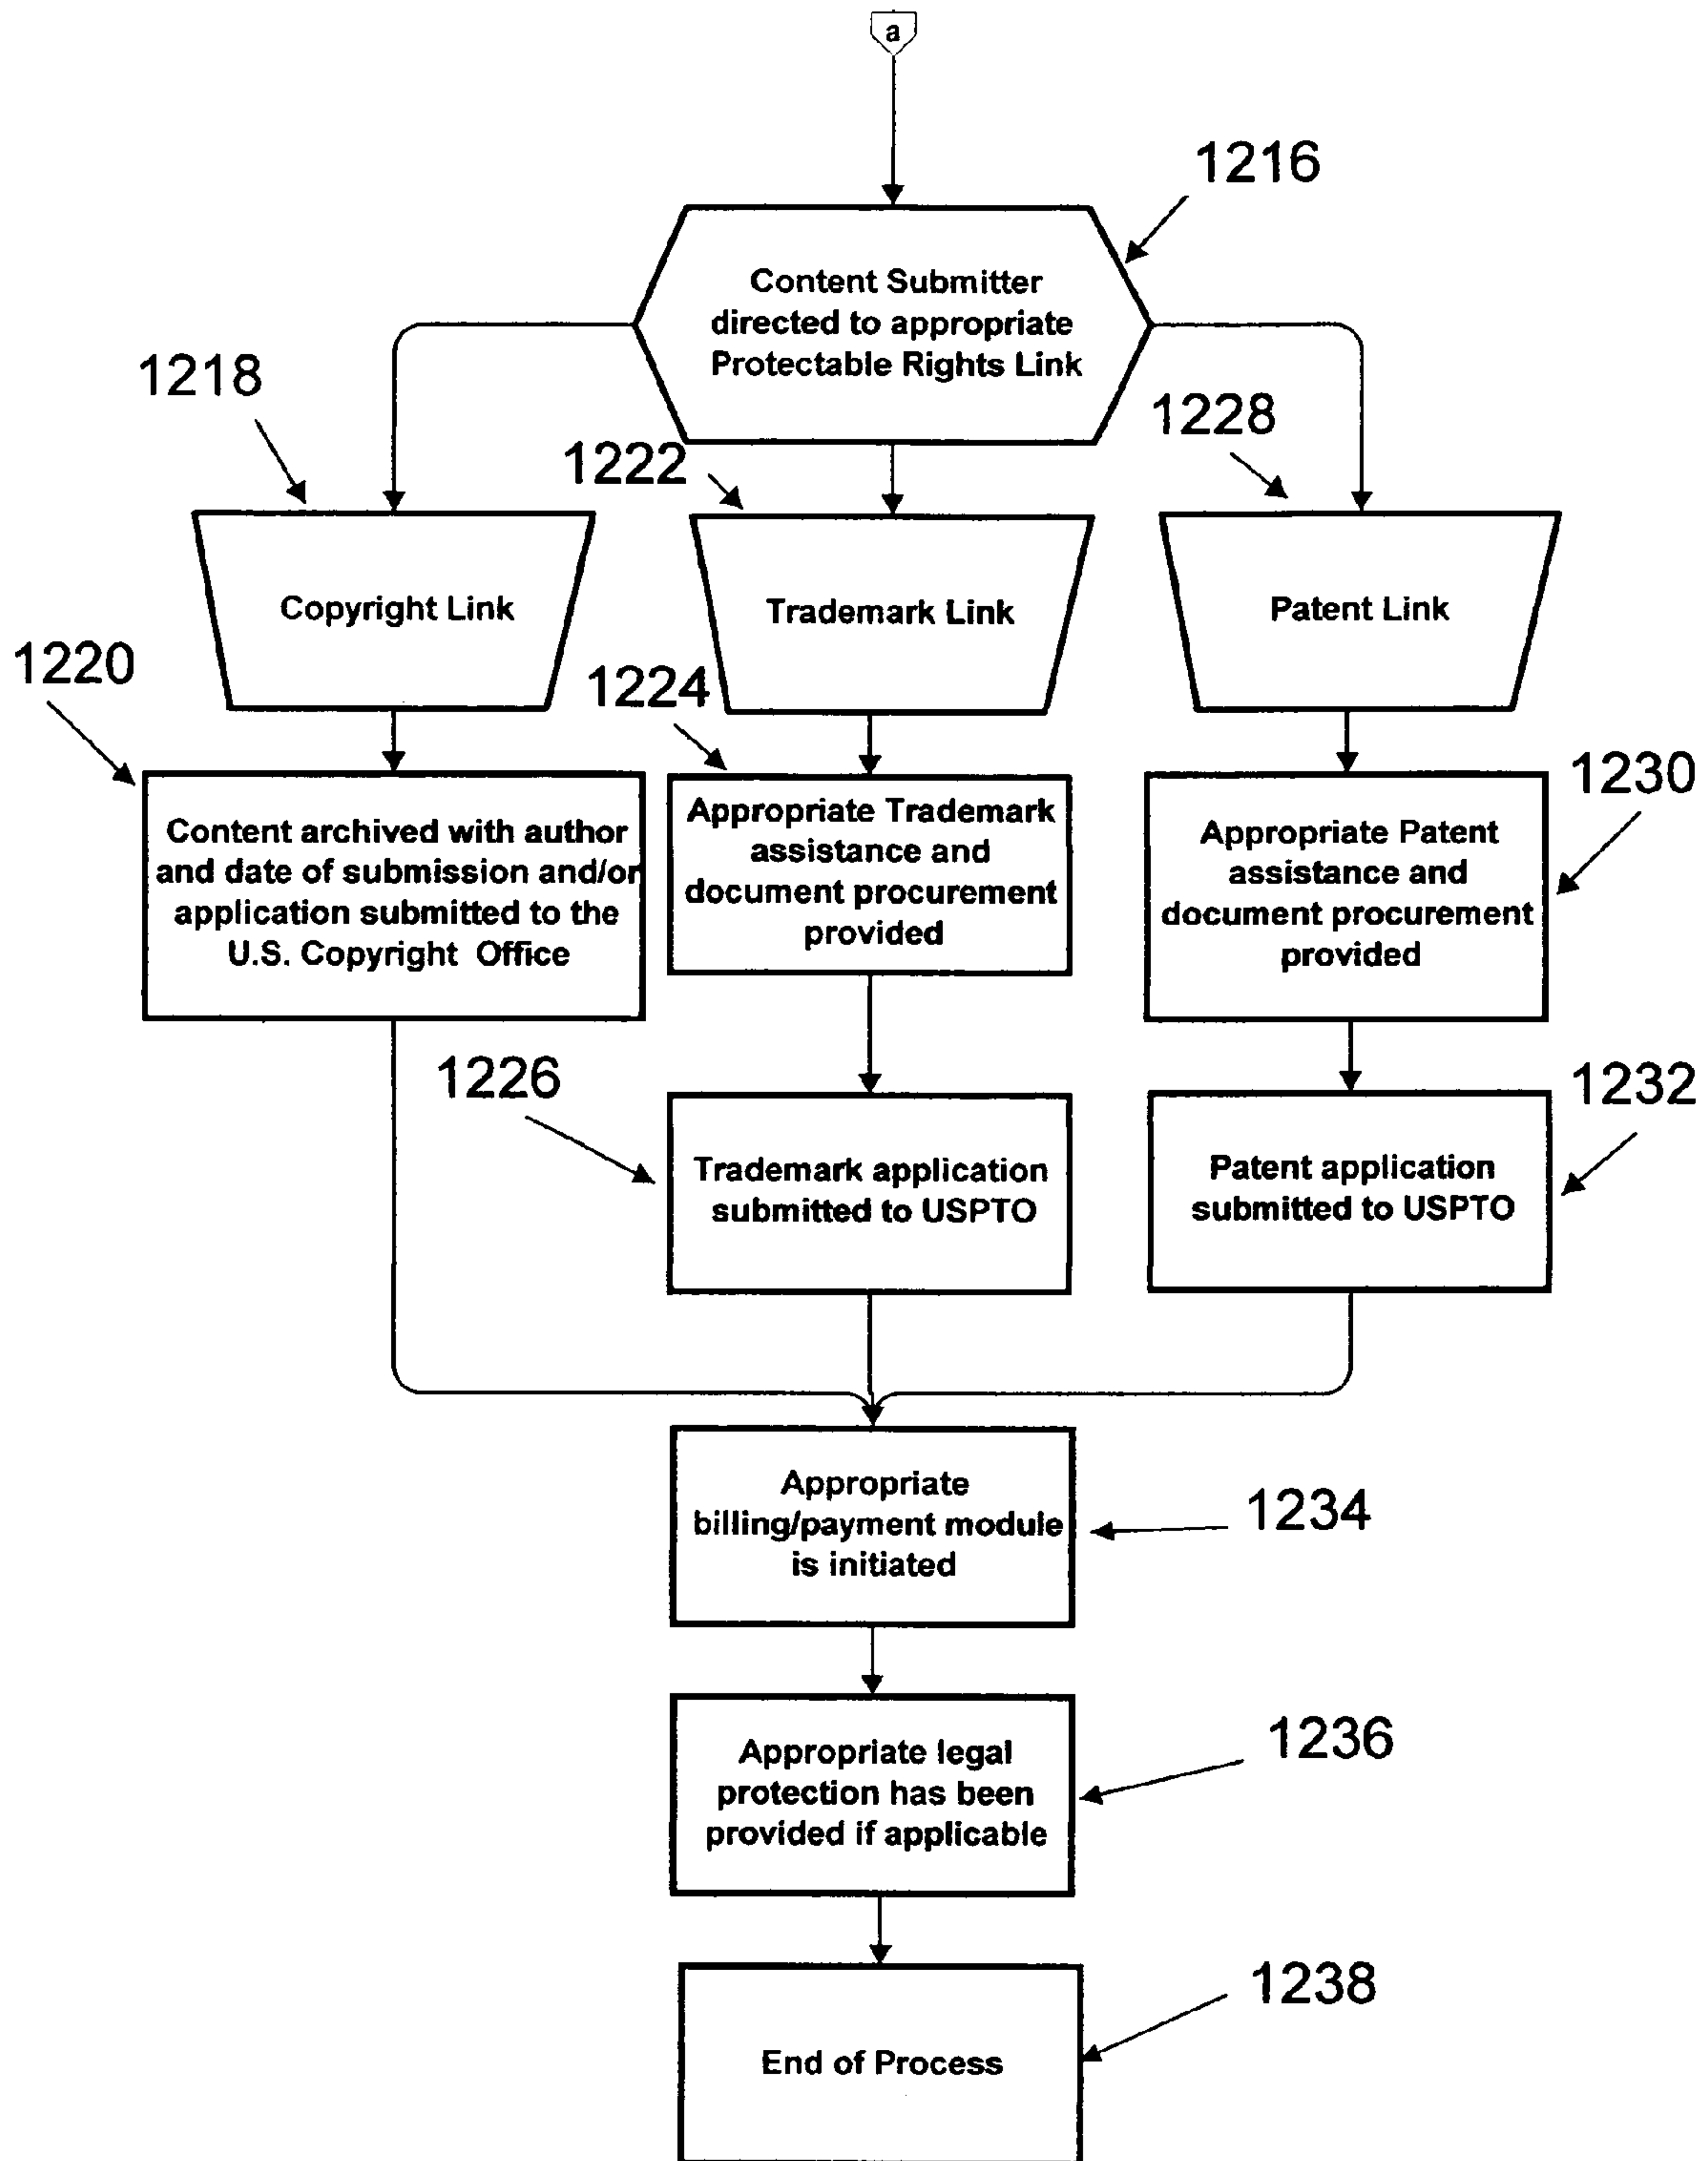 a
1216
Content Submitter
directed to appropriate
Protectable Rights Link
1218
1222
1228
Copyright Link
Trademark Link
Patent Link
1220
1224
1230
Content archived with author
and date of submission and/or
application submitted to the
U.S. Copyright Office
Appropriate Trademark
assistance and
document procurement
provided
Appropriate Patent
assistance and
document procurement
provided
1226
1232
Trademark application
submitted to USPTO
Patent application
submitted to USPTO
Appropriate
billing/payment module
is initiated
1234
Appropriate legal
protection has been
provided if applicable
1236
End of Process
1238